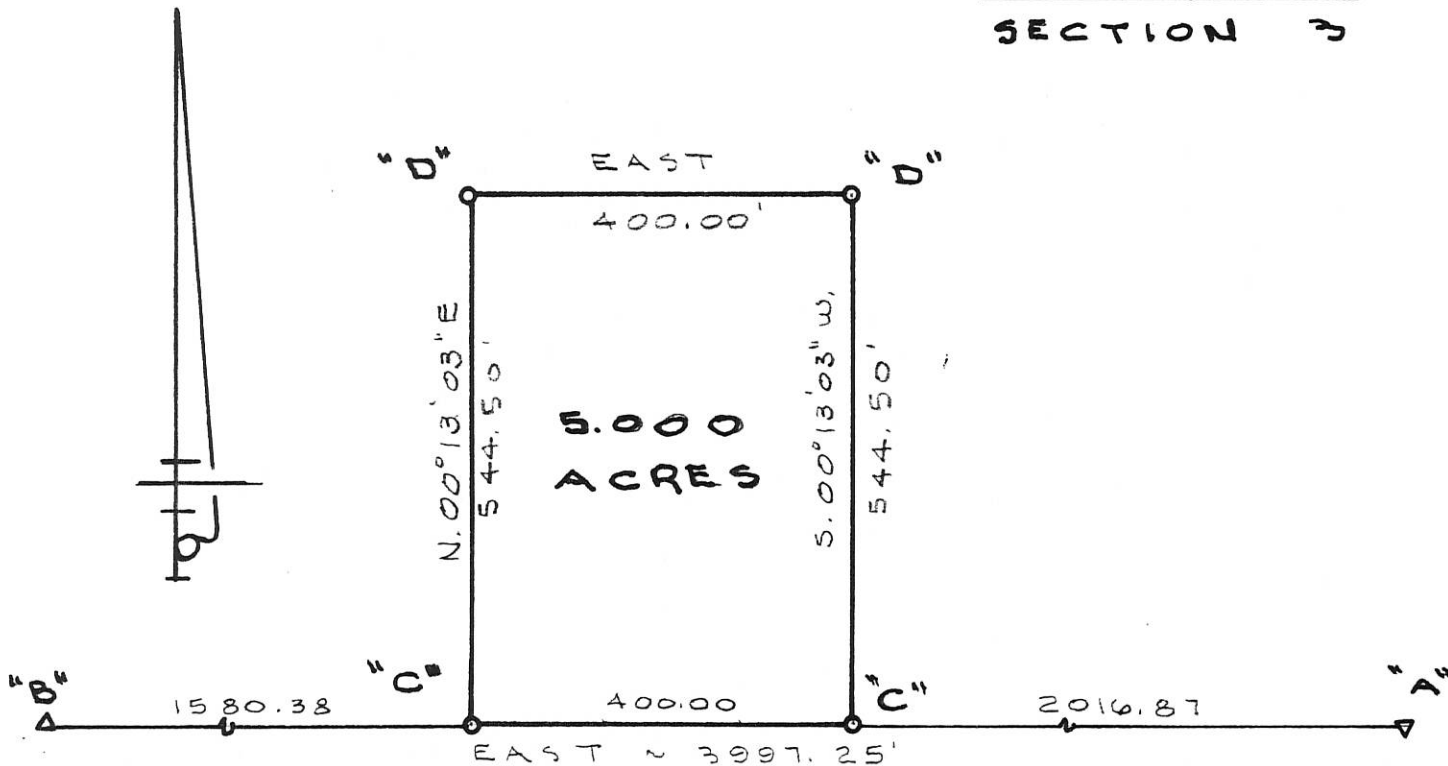 SECTION 3
"D" EAST "D"
400.00'
N.00°13'03"E
544.50'
5.000
ACRES
S.00°13'03"W.
544.50'
"B" 1580.38 "C" 400.00 "C" 2016.87 "A"
EAST ~ 3997.25'